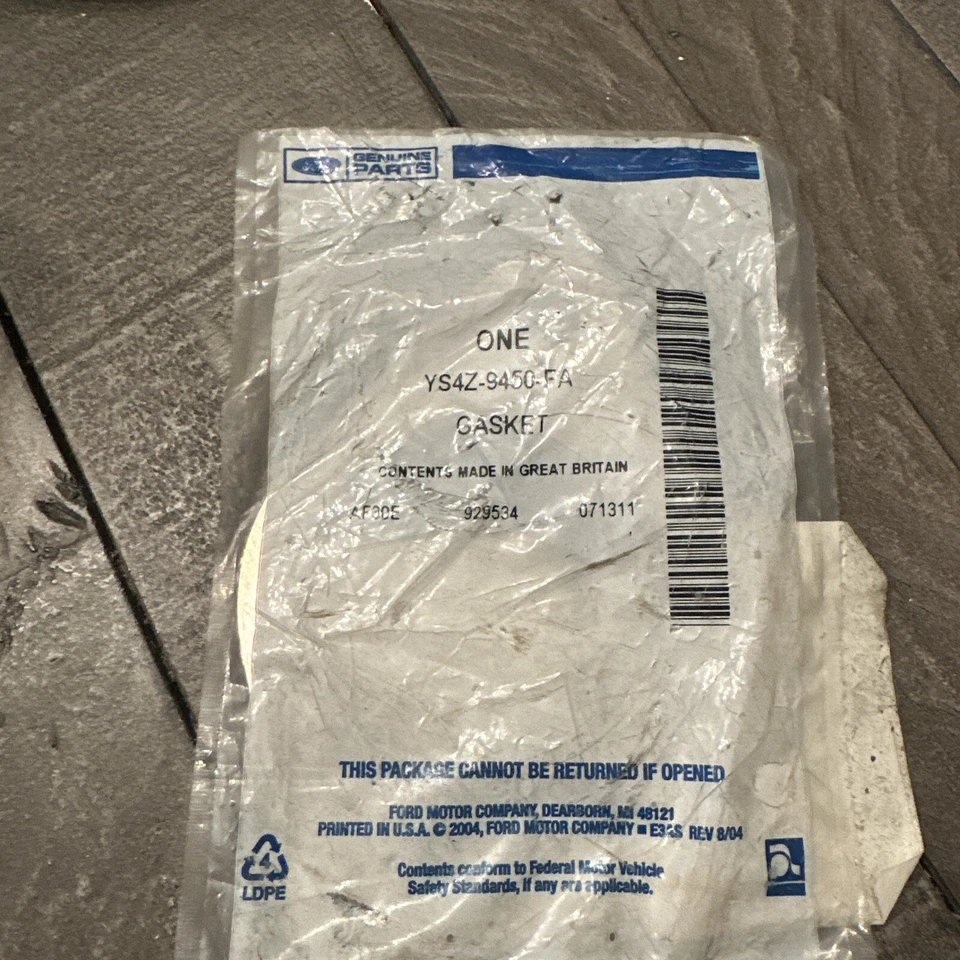 GENUINE
PARTS
ONE
YS4Z-9450-FA
GASKET
CONTENTS MADE IN GREAT BRITAIN
AF30E 929534 071311
THIS PACKAGE CANNOT BE RETURNED IF OPENED
FORD MOTOR COMPANY, DEARBORN, MI 48121
PRINTED IN U.S.A. © 2004, FORD MOTOR COMPANY ■ REV 8/04
Contents conform to Federal Motor Vehicle
Safety Standards, if any are applicable.
4
LDPE